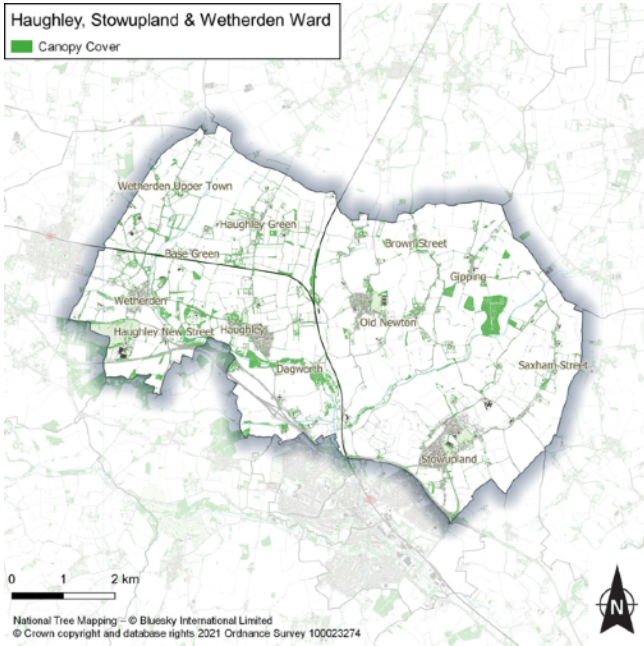 Haughley, Stowupland & Wetherden Ward
Canopy Cover
Wetherden Upper Town
Haughley Green
Brown Street
Base Green
Gipping
Wetherden
Old Newton
Haughley New Street
Haughley
Dagworth
Saxham Street
Stowupland
0 1 2 km
N
National Tree Mapping – © Bluesky International Limited
© Crown copyright and database rights 2021 Ordnance Survey 100023274